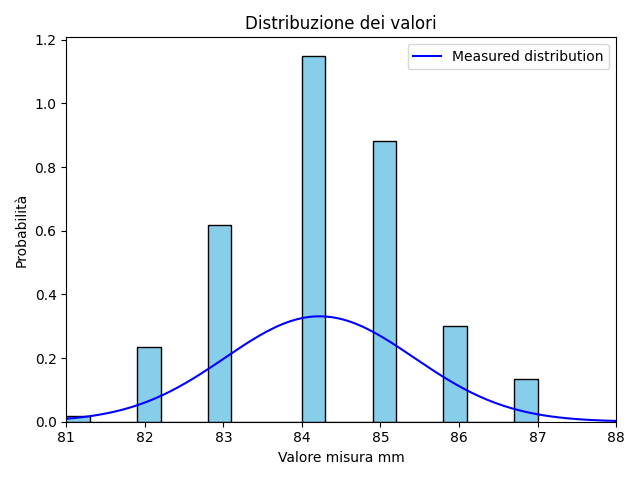 Distribuzione dei valori
Measured distribution
Probabilità
1.2
1.0
0.8
0.6
0.4
0.2
0.0
81 82 83 84 85 86 87 88
Valore misura mm